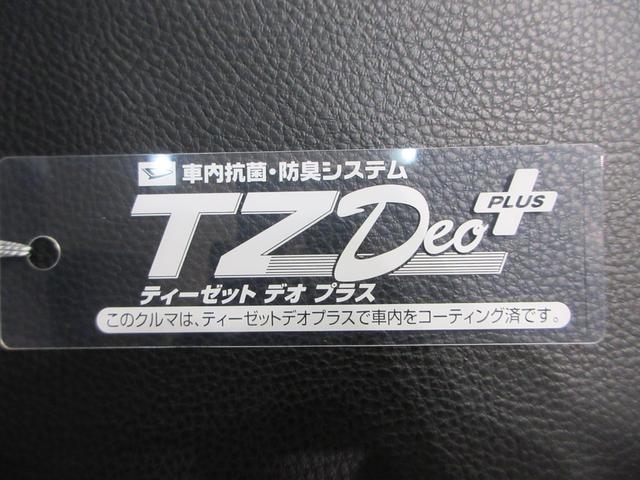 車内抗菌・防臭システム
TZ Deo PLUS
ティーゼット デオ プラス
このクルマは、ティーゼットデオプラスで車内をコーティング済です。